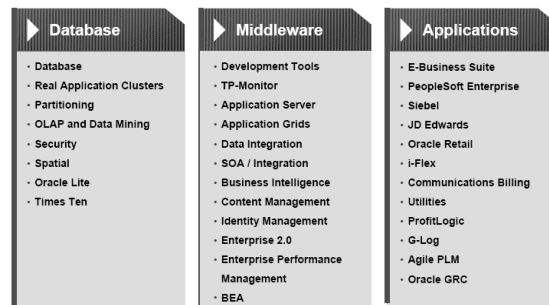 Database
· Database
· Real Application Clusters
· Partitioning
· OLAP and Data Mining
· Security
· Spatial
· Oracle Lite
· Times Ten
Middleware
· Development Tools
· TP-Monitor
· Application Server
· Application Grids
· Data Integration
· SOA / Integration
· Business Intelligence
· Content Management
· Identity Management
· Enterprise 2.0
· Enterprise Performance
Management
· BEA
Applications
· E-Business Suite
· PeopleSoft Enterprise
· Siebel
· JD Edwards
· Oracle Retail
· i-Flex
· Communications Billing
· Utilities
· ProfitLogic
· G-Log
· Agile PLM
· Oracle GRC